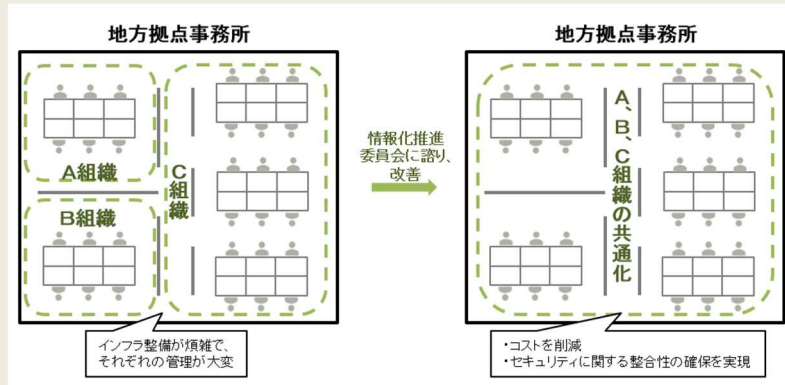 地方拠点事務所
A組織
B組織
C組織
インフラ整備が煩雑で、
それぞれの管理が大変
情報化推進
委員会に諮り、
改善
地方拠点事務所
A、B、C組織の共通化
・コストを削減
・セキュリティに関する整合性の確保を実現